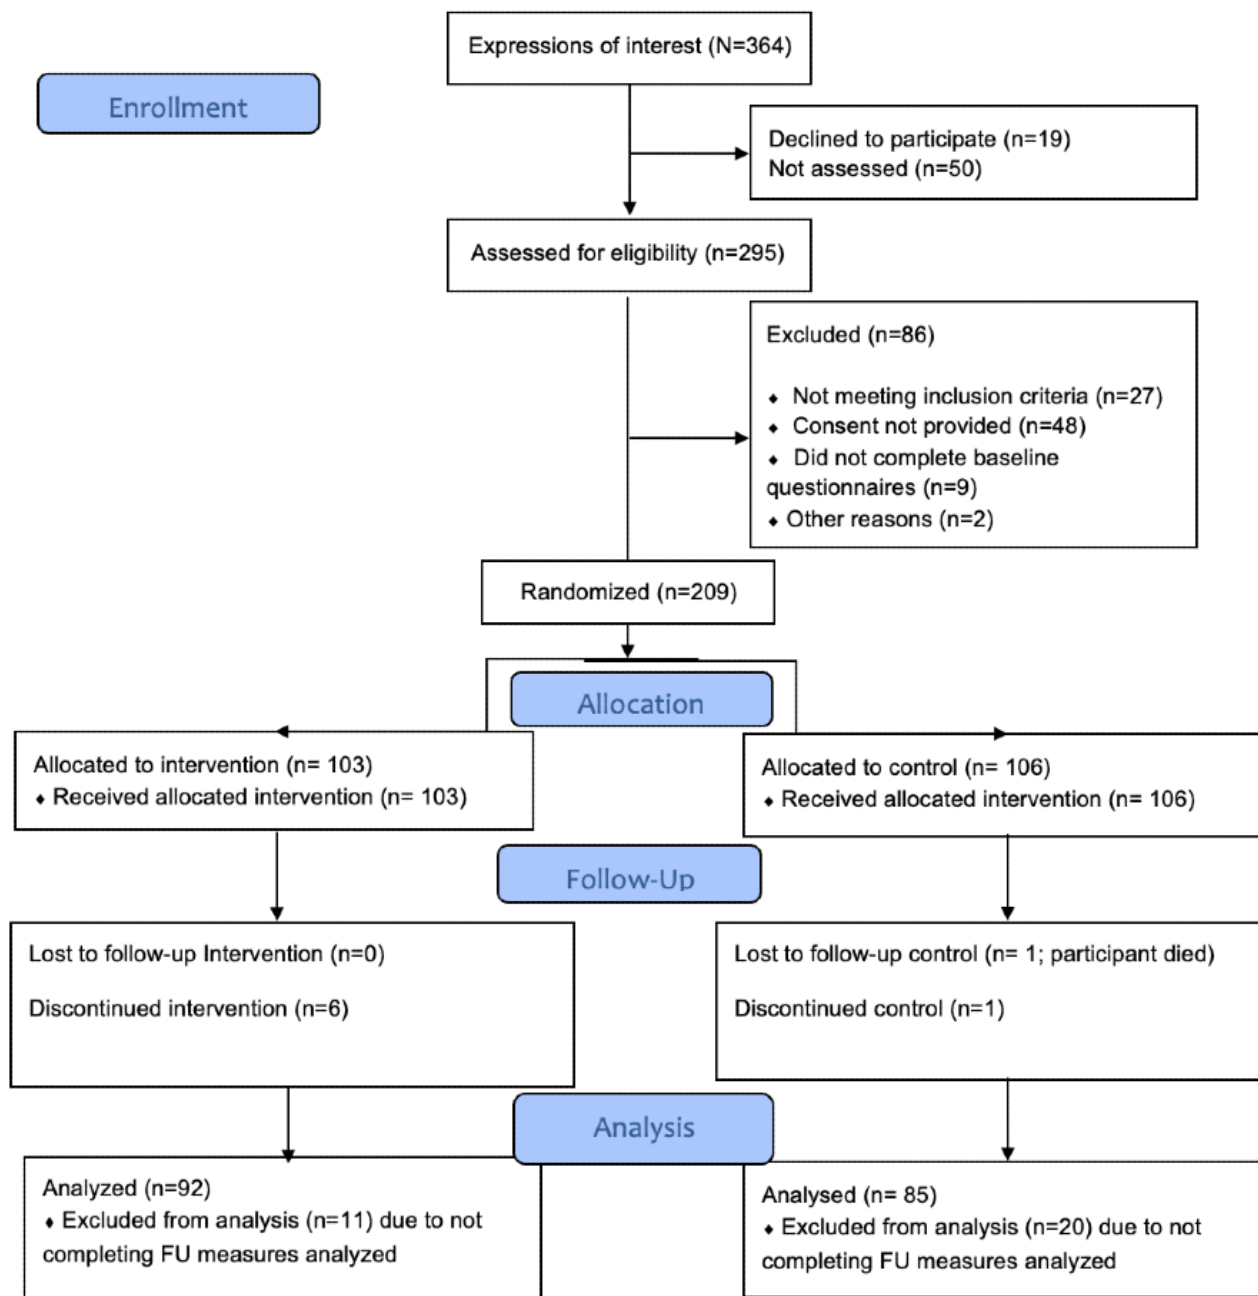 Expressions of interest (N=364)
Enrollment
Declined to participate (n=19)
Not assessed (n=50)
Assessed for eligibility (n=295)
Excluded (n=86)
♦ Not meeting inclusion criteria (n=27)
♦ Consent not provided (n=48)
♦ Did not complete baseline
questionnaires (n=9)
♦ Other reasons (n=2)
Randomized (n=209)
Allocation
Allocated to intervention (n= 103)
♦ Received allocated intervention (n= 103)
Allocated to control (n= 106)
♦ Received allocated intervention (n= 106)
Follow-Up
Lost to follow-up Intervention (n=0)
Discontinued intervention (n=6)
Lost to follow-up control (n= 1; participant died)
Discontinued control (n=1)
Analysis
Analyzed (n=92)
♦ Excluded from analysis (n=11) due to not
completing FU measures analyzed
Analysed (n= 85)
♦ Excluded from analysis (n=20) due to not
completing FU measures analyzed